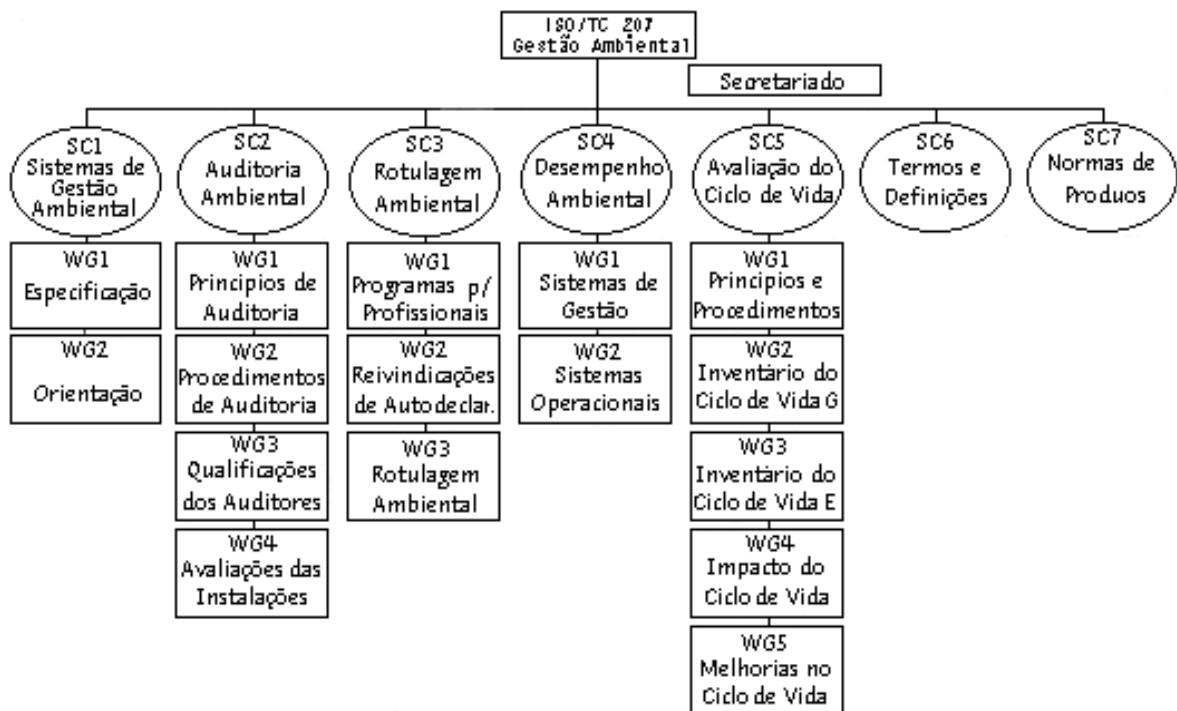 ISO/TC 207
Gestão Ambiental
Secretariado
SC1
Sistemas de
Gestão
Ambiental
SC2
Auditoria
Ambiental
SC3
Rotulagem
Ambiental
SC4
Desempenho
Ambiental
SC5
Avaliação do
Ciclo de Vida
SC6
Termos e
Definições
SC7
Normas de
Produos
WG1
Especificação
WG2
Orientação
WG1
Principios de
Auditoria
WG2
Procedimentos
de Auditoria
WG3
Qualificações
dos Auditores
WG4
Avaliações das
Instalações
WG1
Programas p/
Profissionais
WG2
Reivindicações
de Autodeclar.
WG3
Rotulagem
Ambiental
WG1
Sistemas de
Gestão
WG2
Sistemas
Operacionais
WG1
Principios e
Procedimentos
WG2
Inventário do
Ciclo de Vida G
WG3
Inventário do
Ciclo de Vida E
WG4
Impacto do
Ciclo de Vida
WG5
Melhorias no
Ciclo de Vida